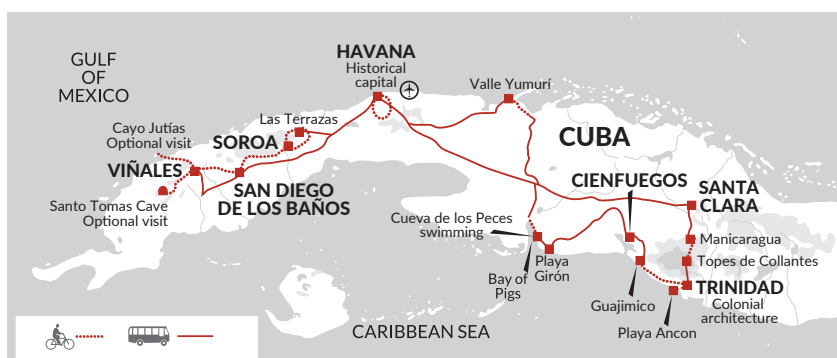 GULF
OF
MEXICO
HAVANA
Historical
capital
Valle Yumurí
Las Terrazas
Cayo Jutías
Optional visit
SOROA
CUBA
VIÑALES
SAN DIEGO
DE LOS BAÑOS
CIENFUEGOS
SANTA
CLARA
Santo Tomas Cave
Optional visit
Cueva de los Peces
swimming
Manicaragua
Topes de Collantes
Bay of
Pigs
Playa
Girón
TRINIDAD
Colonial
architecture
Guajimico
Playa Ancon
CARIBBEAN SEA